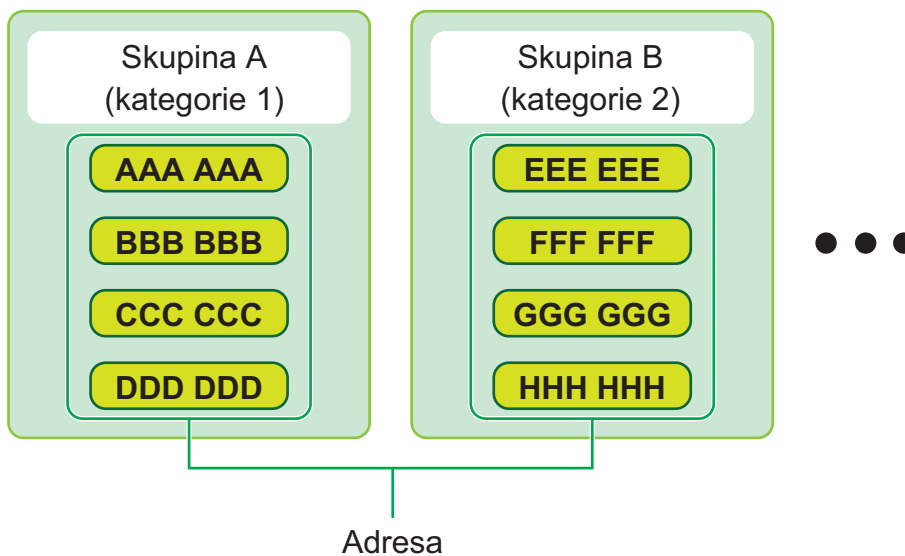 Skupina A
(kategorie 1)
AAA AAA
BBB BBB
CCC CCC
DDD DDD
Skupina B
(kategorie 2)
EEE EEE
FFF FFF
GGG GGG
HHH HHH
Adresa